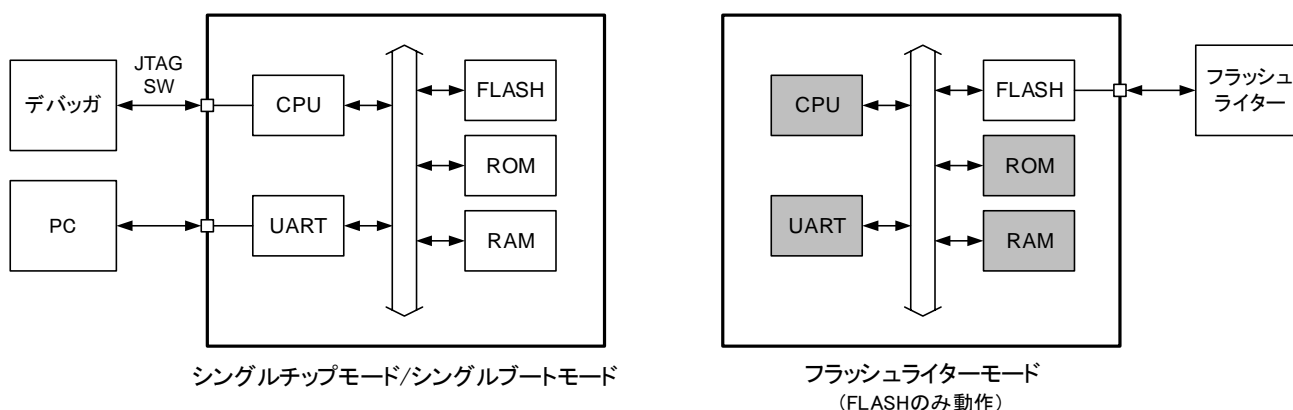 デバッガ
JTAG
SW
CPU
FLASH
ROM
PC
UART
RAM
シングルチップモード/シングルブートモード
CPU
FLASH
フラッシュ
ライター
ROM
UART
RAM
フラッシュライターモード
(FLASHのみ動作)